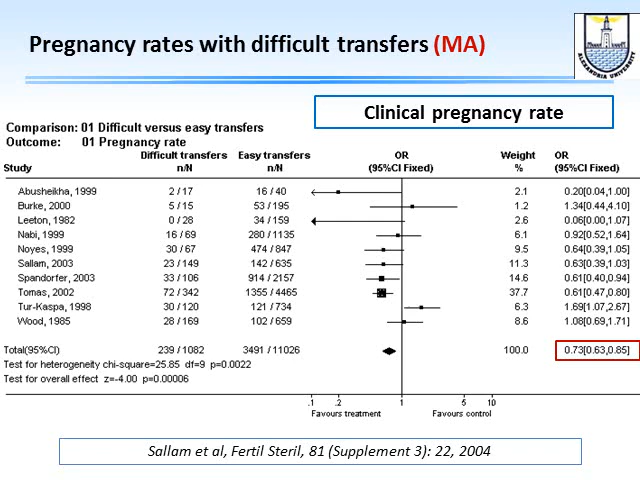 Pregnancy rates with difficult transfers (MA)
ALEXANDRIA UNIVERSITY
Clinical pregnancy rate
Comparison: 01 Difficult versus easy transfers
Outcome: 01 Pregnancy rate
Difficult transfers Easy transfers OR Weight OR
Study n/N n/N (95%CI Fixed) % (95%CI Fixed)
Abusheikha, 1999 2 / 17 16 / 40 2.1 0.20[0.04,1.00]
Burke, 2000 5 / 15 53 / 195 1.2 1.34[0.44,4.10]
Leeton, 1982 0 / 28 34 / 159 2.6 0.06[0.00,1.07]
Nabi, 1999 16 / 69 280 / 1135 6.1 0.92[0.52,1.64]
Noyes, 1999 30 / 67 474 / 847 9.5 0.64[0.39,1.05]
Sallam, 2003 23 / 149 142 / 635 11.3 0.63[0.39,1.03]
Spandorfer, 2003 33 / 106 914 / 2157 14.6 0.61[0.40,0.94]
Tomas, 2002 72 / 342 1355 / 4465 37.7 0.61[0.47,0.80]
Tur-Kaspa, 1998 30 / 120 121 / 734 6.3 1.69[1.07,2.67]
Wood, 1985 28 / 169 102 / 659 8.6 1.08[0.69,1.71]
Total(95%CI) 239 / 1082 3491 / 11026 100.0 0.73[0.63,0.85]
Test for heterogeneity chi-square=25.85 df=9 p=0.0022
Test for overall effect z=-4.00 p=0.00006
.1 .2 1 5 10
Favours treatment Favours control
Sallam et al, Fertil Steril, 81 (Supplement 3): 22, 2004